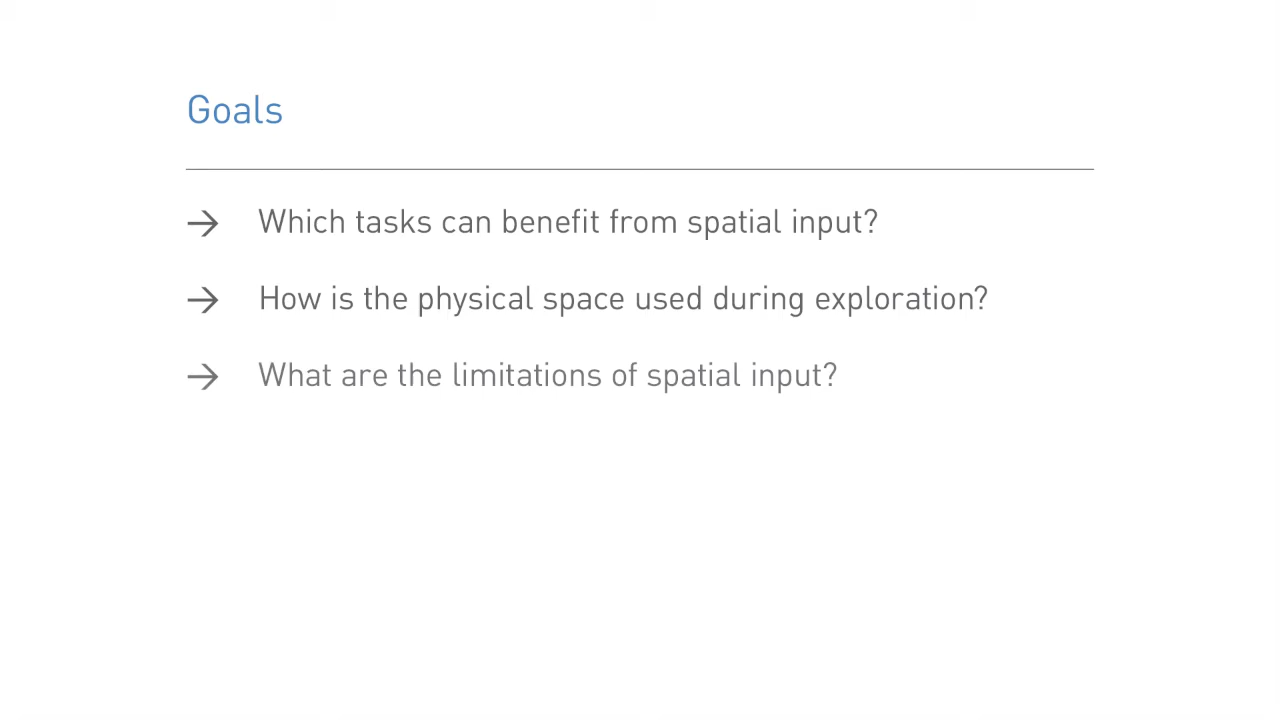 Goals
→ Which tasks can benefit from spatial input?
→ How is the physical space used during exploration?
→ What are the limitations of spatial input?